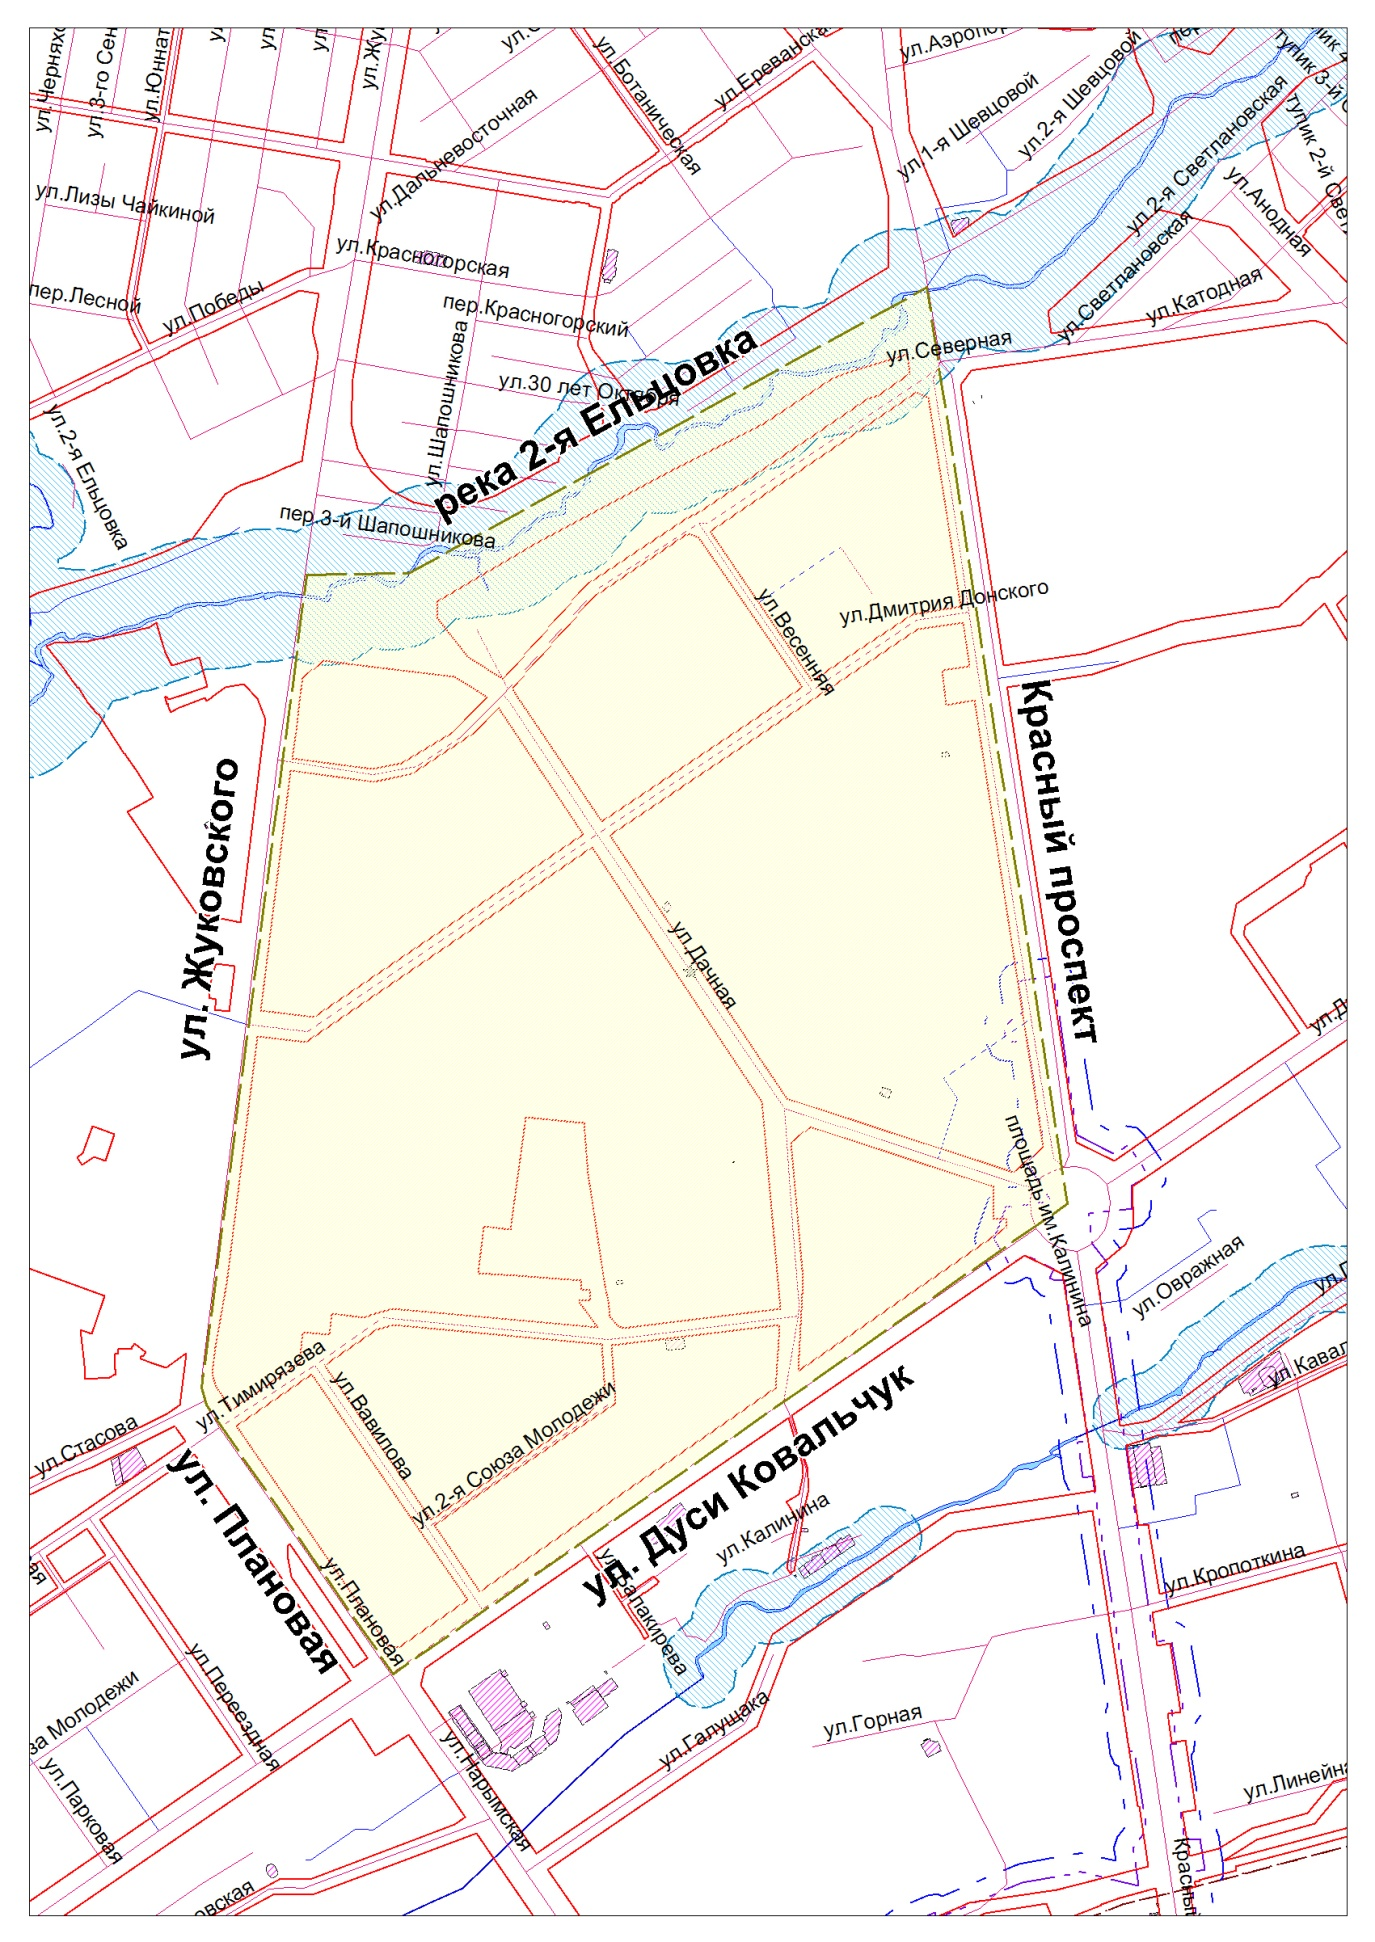 ул.Аэропор
ул.Ботаническая
ул.Ереванска
ул.Дальневосточная
ул.1-я Шевцовой
ул.2-я Шевцовой
ул.2-я Светлановская
ул.Светлановская
ул.Анодная
ул.Катодная
тупик 3-й С
тупик 2-й Свет
ул.Черняхо
ул.3-го Сен
ул.Юннат
ул.Жу
ул.Лизы Чайкиной
ул.Красногорская
пер.Лесной
ул.Победы
пер.Красногорский
ул.Шапошникова
ул.30 лет Октября
ул.Северная
река 2-я Ельцовка
ул.2-я Ельцовка
пер.3-й Шапошникова
ул.Весенняя
ул.Дмитрия Донского
Красный проспект
ул. Жуковского
ул.Дачная
площадь им.Калинина
ул.Овражная
ул.Тимирязева
ул.Вавилова
ул.2-я Союза Молодежи
ул.Стасова
ул. Плановая
ул.Плановая
ул. Дуси Ковальчук
ул.Калинина
ул.Кавал
ул.Кропоткина
ул.Переездная
за Молодежи
ул.Парковая
ул.Нарымская
ул.Галущака
ул.Горная
ул.Линейна
овская
Красны